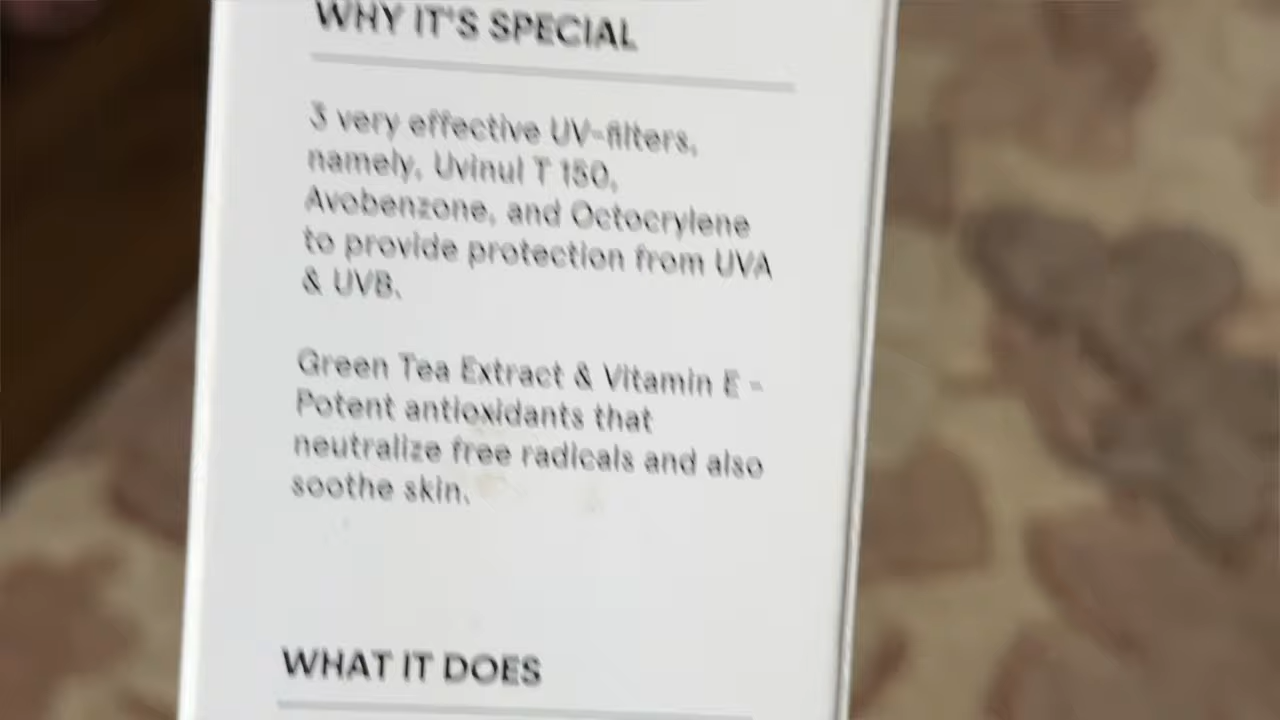 WHY IT'S SPECIAL
3 very effective UV-filters,
namely, Uvinul T 150,
Avobenzone, and Octocrylene
to provide protection from UVA
& UVB.
Green Tea Extract & Vitamin E -
Potent antioxidants that
neutralize free radicals and also
soothe skin.
WHAT IT DOES